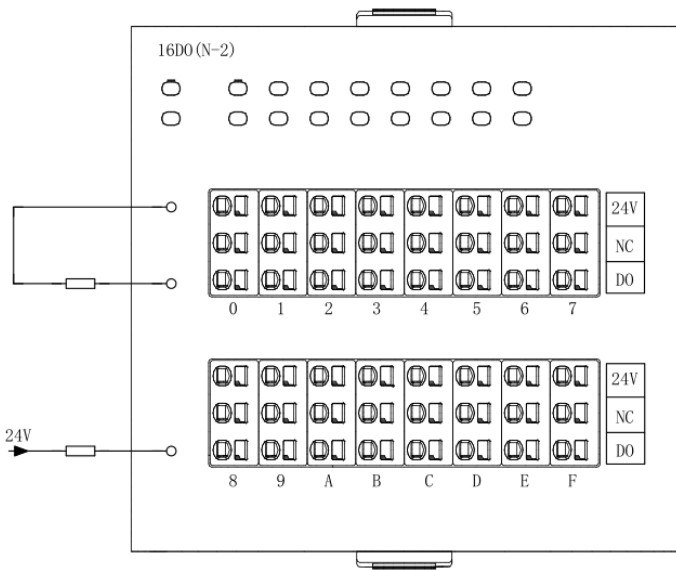 16DO(N-2)
24V
NC
DO
0 1 2 3 4 5 6 7
24V
NC
24V
DO
8 9 A B C D E F